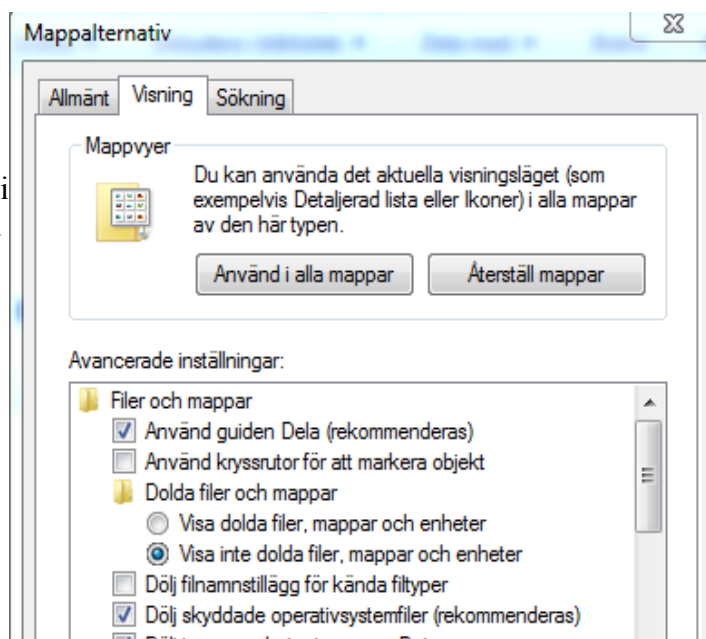 Mappalternativ
Allmänt Visning Sökning
Mappvyer
Du kan använda det aktuella visningsläget (som
exempelvis Detaljerad lista eller Ikoner) i alla mappar
av den här typen.
Använd i alla mappar Återställ mappar
Avancerade inställningar:
Filer och mappar
Använd guiden Dela (rekommenderas)
Använd kryssrutor för att markera objekt
Dolda filer och mappar
Visa dolda filer, mappar och enheter
Visa inte dolda filer, mappar och enheter
Dölj filnamnstillägg för kända filtyper
Dölj skyddade operativsystemfiler (rekommenderas)